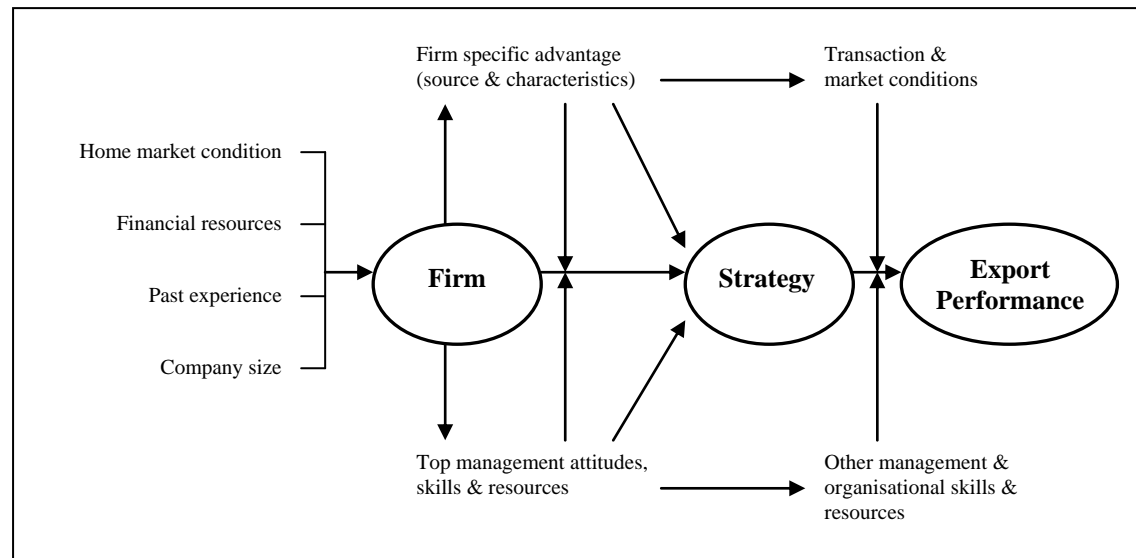 Firm specific advantage
(source & characteristics)
Transaction &
market conditions
Home market condition
Financial resources
Past experience
Company size
Firm
Strategy
Export
Performance
Top management attitudes,
skills & resources
Other management &
organisational skills &
resources